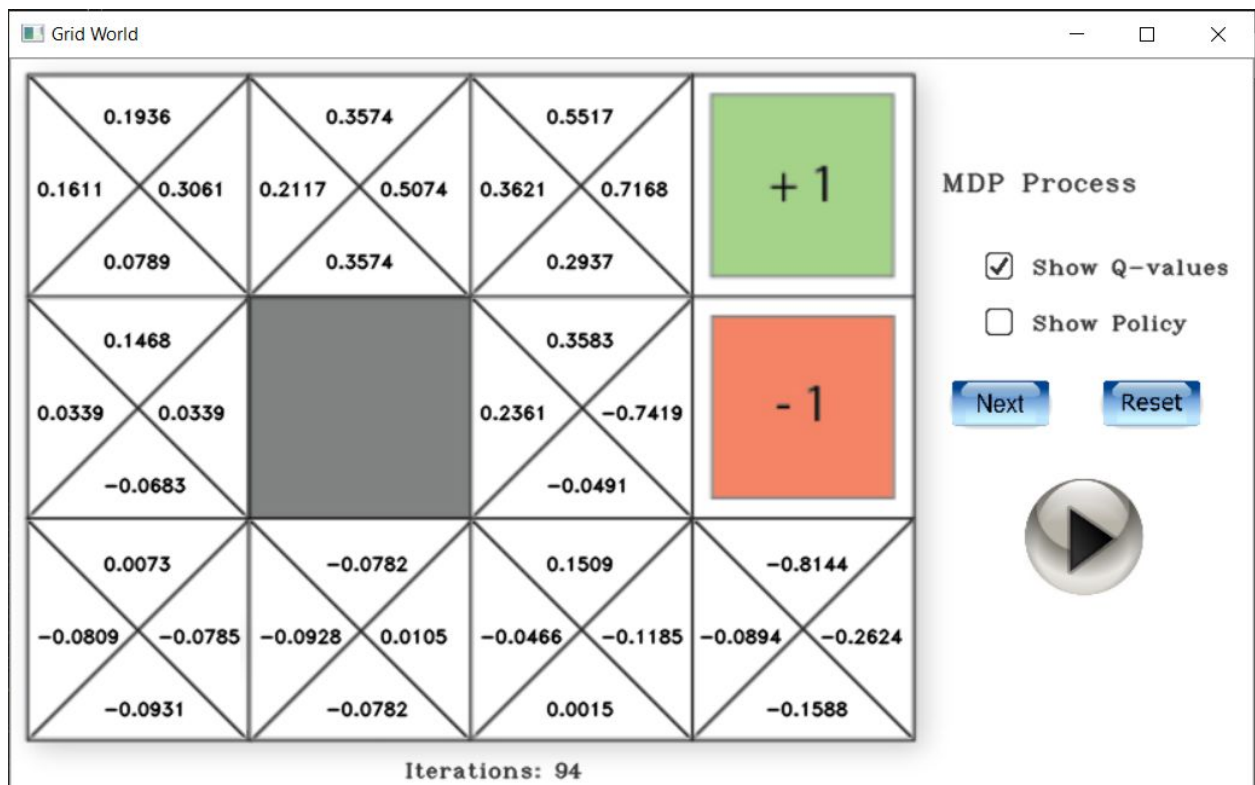 Grid World
0.1936 0.3574 0.5517
0.1611 0.3061 0.2117 0.5074 0.3621 0.7168 + 1
0.0789 0.3574 0.2937
MDP Process
Show Q-values
Show Policy
0.1468 0.3583
0.0339 0.0339 0.2361 -0.7419 - 1
-0.0683 -0.0491
Next Reset
0.0073 -0.0782 0.1509 -0.8144
-0.0809 -0.0785 -0.0928 0.0105 -0.0466 -0.1185 -0.0894 -0.2624
-0.0931 -0.0782 0.0015 -0.1588
Iterations: 94